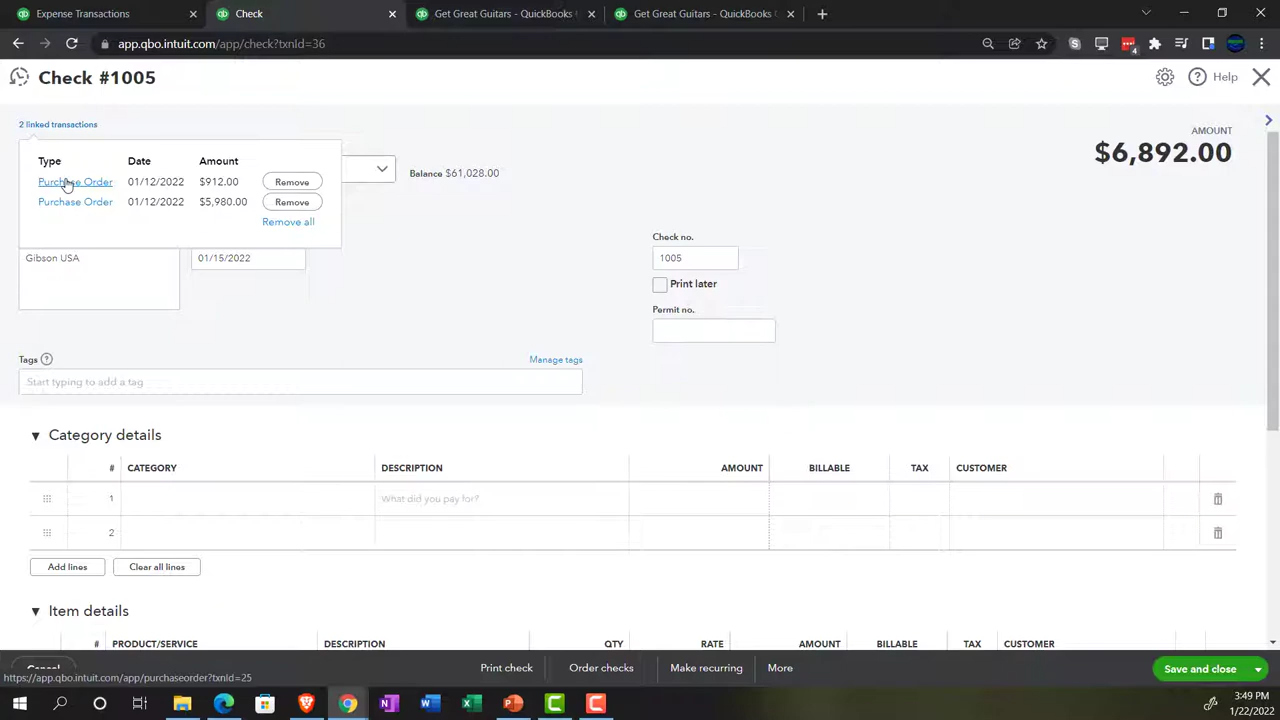 Expense Transactions
Check
Get Great Guitars - QuickBooks
Get Great Guitars - QuickBooks
app.qbo.intuit.com/app/check?txnId=36
4
Check #1005
Help
2 linked transactions
AMOUNT
$6,892.00
Type Date Amount
Purchase Order 01/12/2022 $912.00 Remove
Purchase Order 01/12/2022 $5,980.00 Remove
Remove all
Balance $61,028.00
Check no.
Gibson USA
01/15/2022
1005
Print later
Permit no.
Tags ?
Manage tags
Start typing to add a tag
Category details
# CATEGORY DESCRIPTION AMOUNT BILLABLE TAX CUSTOMER
1 What did you pay for?
2
Add lines Clear all lines
Item details
# PRODUCT/SERVICE DESCRIPTION QTY RATE AMOUNT BILLABLE TAX CUSTOMER
Cancel
Print check Order checks Make recurring More Save and close
https://app.qbo.intuit.com/app/purchaseorder?txnId=25
3:49 PM
1/22/2022